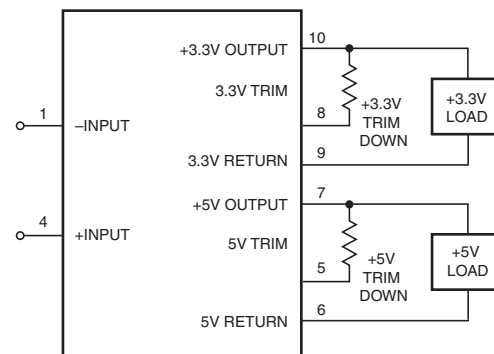 +3.3V OUTPUT
10
3.3V TRIM
8
+3.3V
TRIM
DOWN
+3.3V
LOAD
1
–INPUT
3.3V RETURN
9
+5V OUTPUT
7
4
+INPUT
5V TRIM
5
+5V
TRIM
DOWN
+5V
LOAD
5V RETURN
6